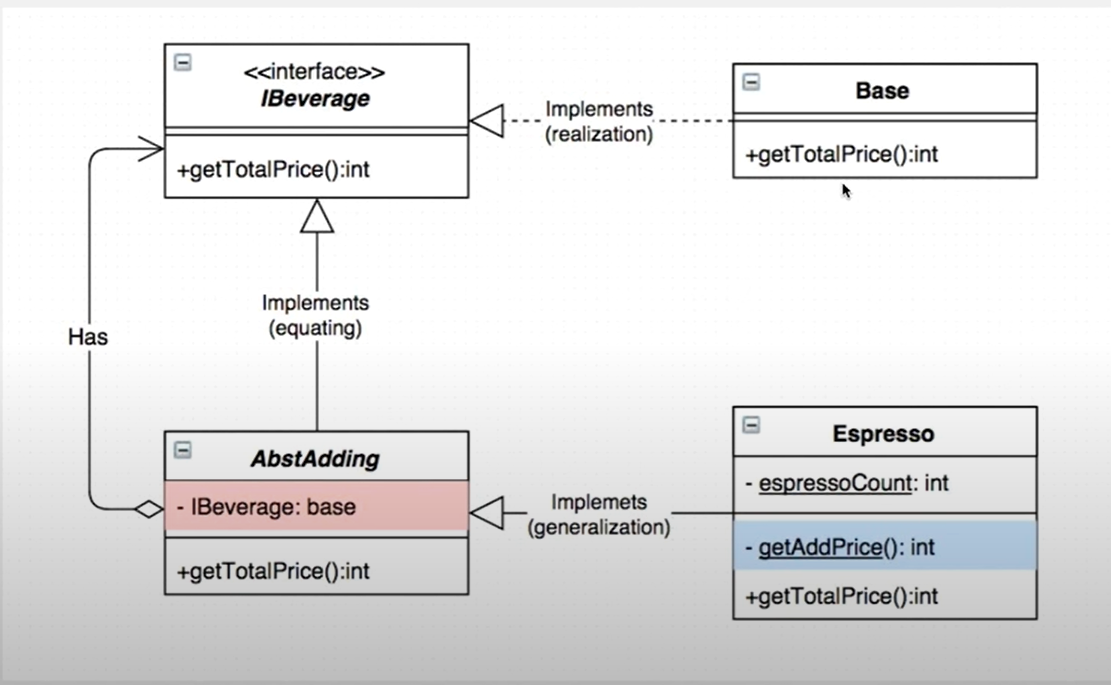 <<interface>>
IBeverage
+getTotalPrice():int
Implements
(realization)
Base
+getTotalPrice():int
Has
Implements
(equating)
AbstAdding
- IBeverage: base
+getTotalPrice():int
Implemets
(generalization)
Espresso
- espressoCount: int
- getAddPrice(): int
+getTotalPrice():int